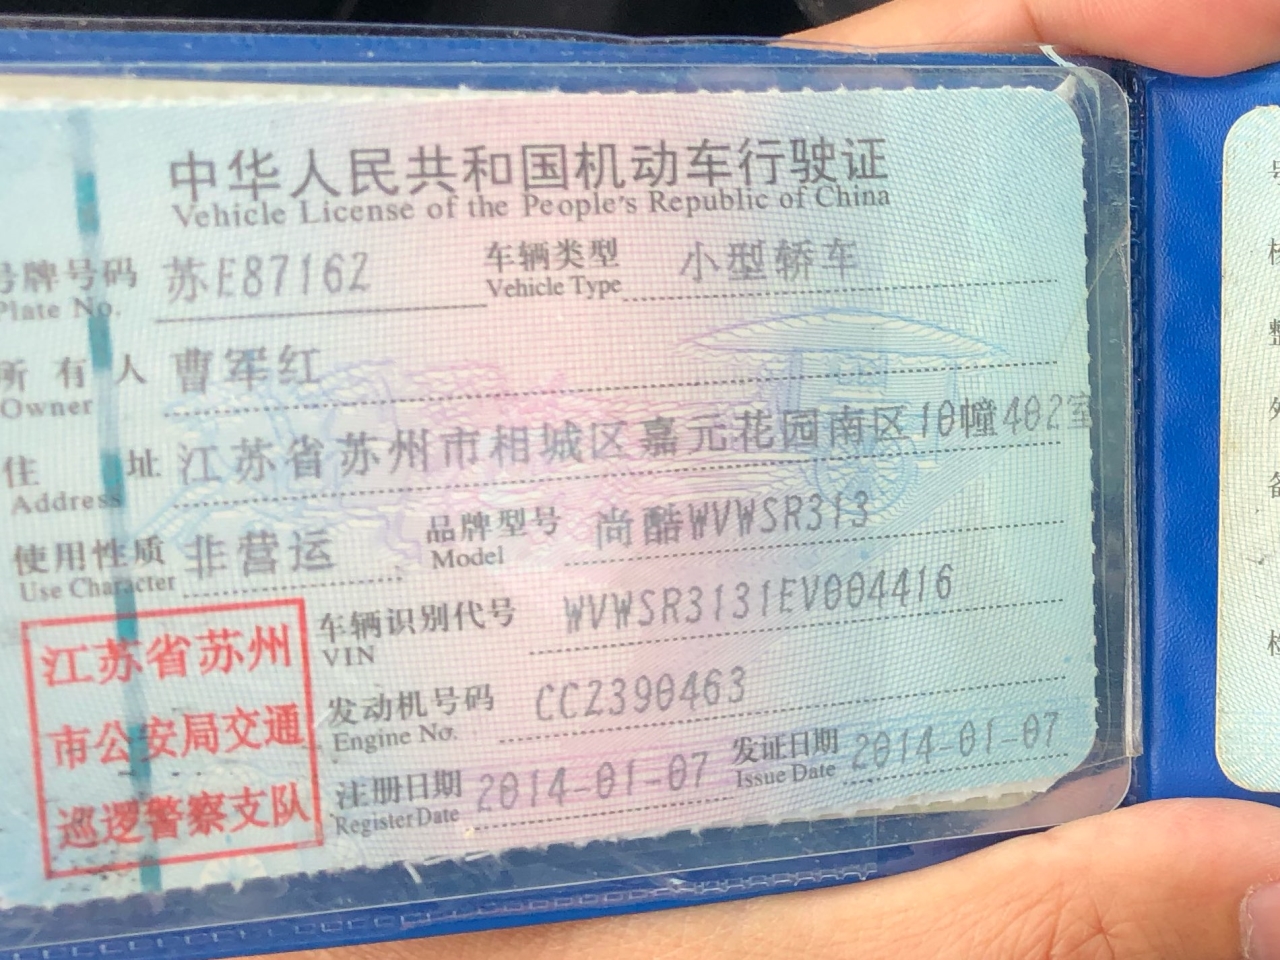 中华人民共和国机动车行驶证
Vehicle License of the People's Republic of China
号牌号码 苏E87162 车辆类型 小型轿车
Plate No. Vehicle Type
所有人 曹军红
Owner
住址 江苏省苏州市相城区嘉元花园南区10幢402室
Address
使用性质 非营运 品牌型号 尚酷WVWSR313
Use Character Model
车辆识别代号 WVWSR3131EV004416
VIN
发动机号码 CCZ390463
Engine No.
注册日期 2014-01-07 发证日期 2014-01-07
Register Date Issue Date
江苏省苏州
市公安局交通
巡逻警察支队